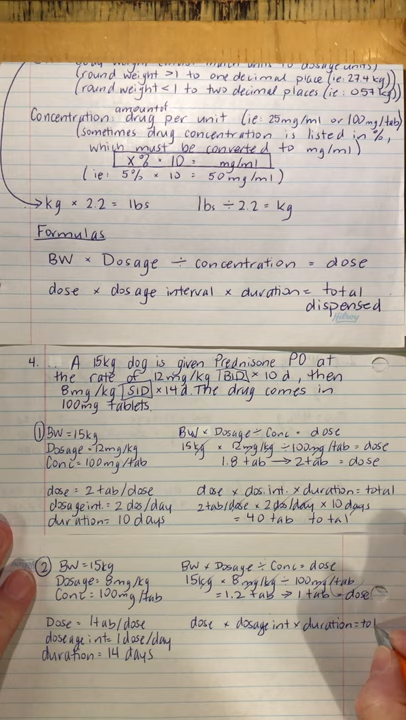 (round weight >1 to one decimal place (ie: 27.4 kg))
(round weight <1 to two decimal places (ie: 0.57 kg))
Concentration: amount of drug per unit (ie: 25mg/ml or 100mg/tab)
(sometimes drug concentration is listed in %,
which must be converted to mg/ml)
X% × 10 = mg/ml
(ie: 5% × 10 = 50mg/ml)
kg × 2.2 = lbs lbs ÷ 2.2 = kg
Formulas
BW × Dosage ÷ concentration = dose
dose × dosage interval × duration = total
dispensed
Hilroy
4. A 15kg dog is given Prednisone PO at
the rate of 12mg/kg BID × 10 d, then
8mg/kg SID × 14d. The drug comes in
100mg tablets.
① BW = 15kg BW × Dosage ÷ Conc = dose
Dosage = 12mg/kg 15kg × 12mg/kg ÷ 100mg/tab = dose
Conc = 100mg/tab 1.8 tab → 2 tab = dose
dose = 2 tab/dose dose × dos. int. × duration = total
dosage int. = 2 dos/day 2 tab/dose × 2 dos/day × 10 days
duration = 10 days = 40 tab total
② BW = 15kg BW × Dosage ÷ Conc = dose
Dosage = 8mg/kg 15kg × 8mg/kg ÷ 100mg/tab
Conc = 100mg/tab = 1.2 tab → 1 tab = dose
Dose = 1 tab/dose dose × dosage int × duration = tot
doseage int = 1 dose/day
duration = 14 days